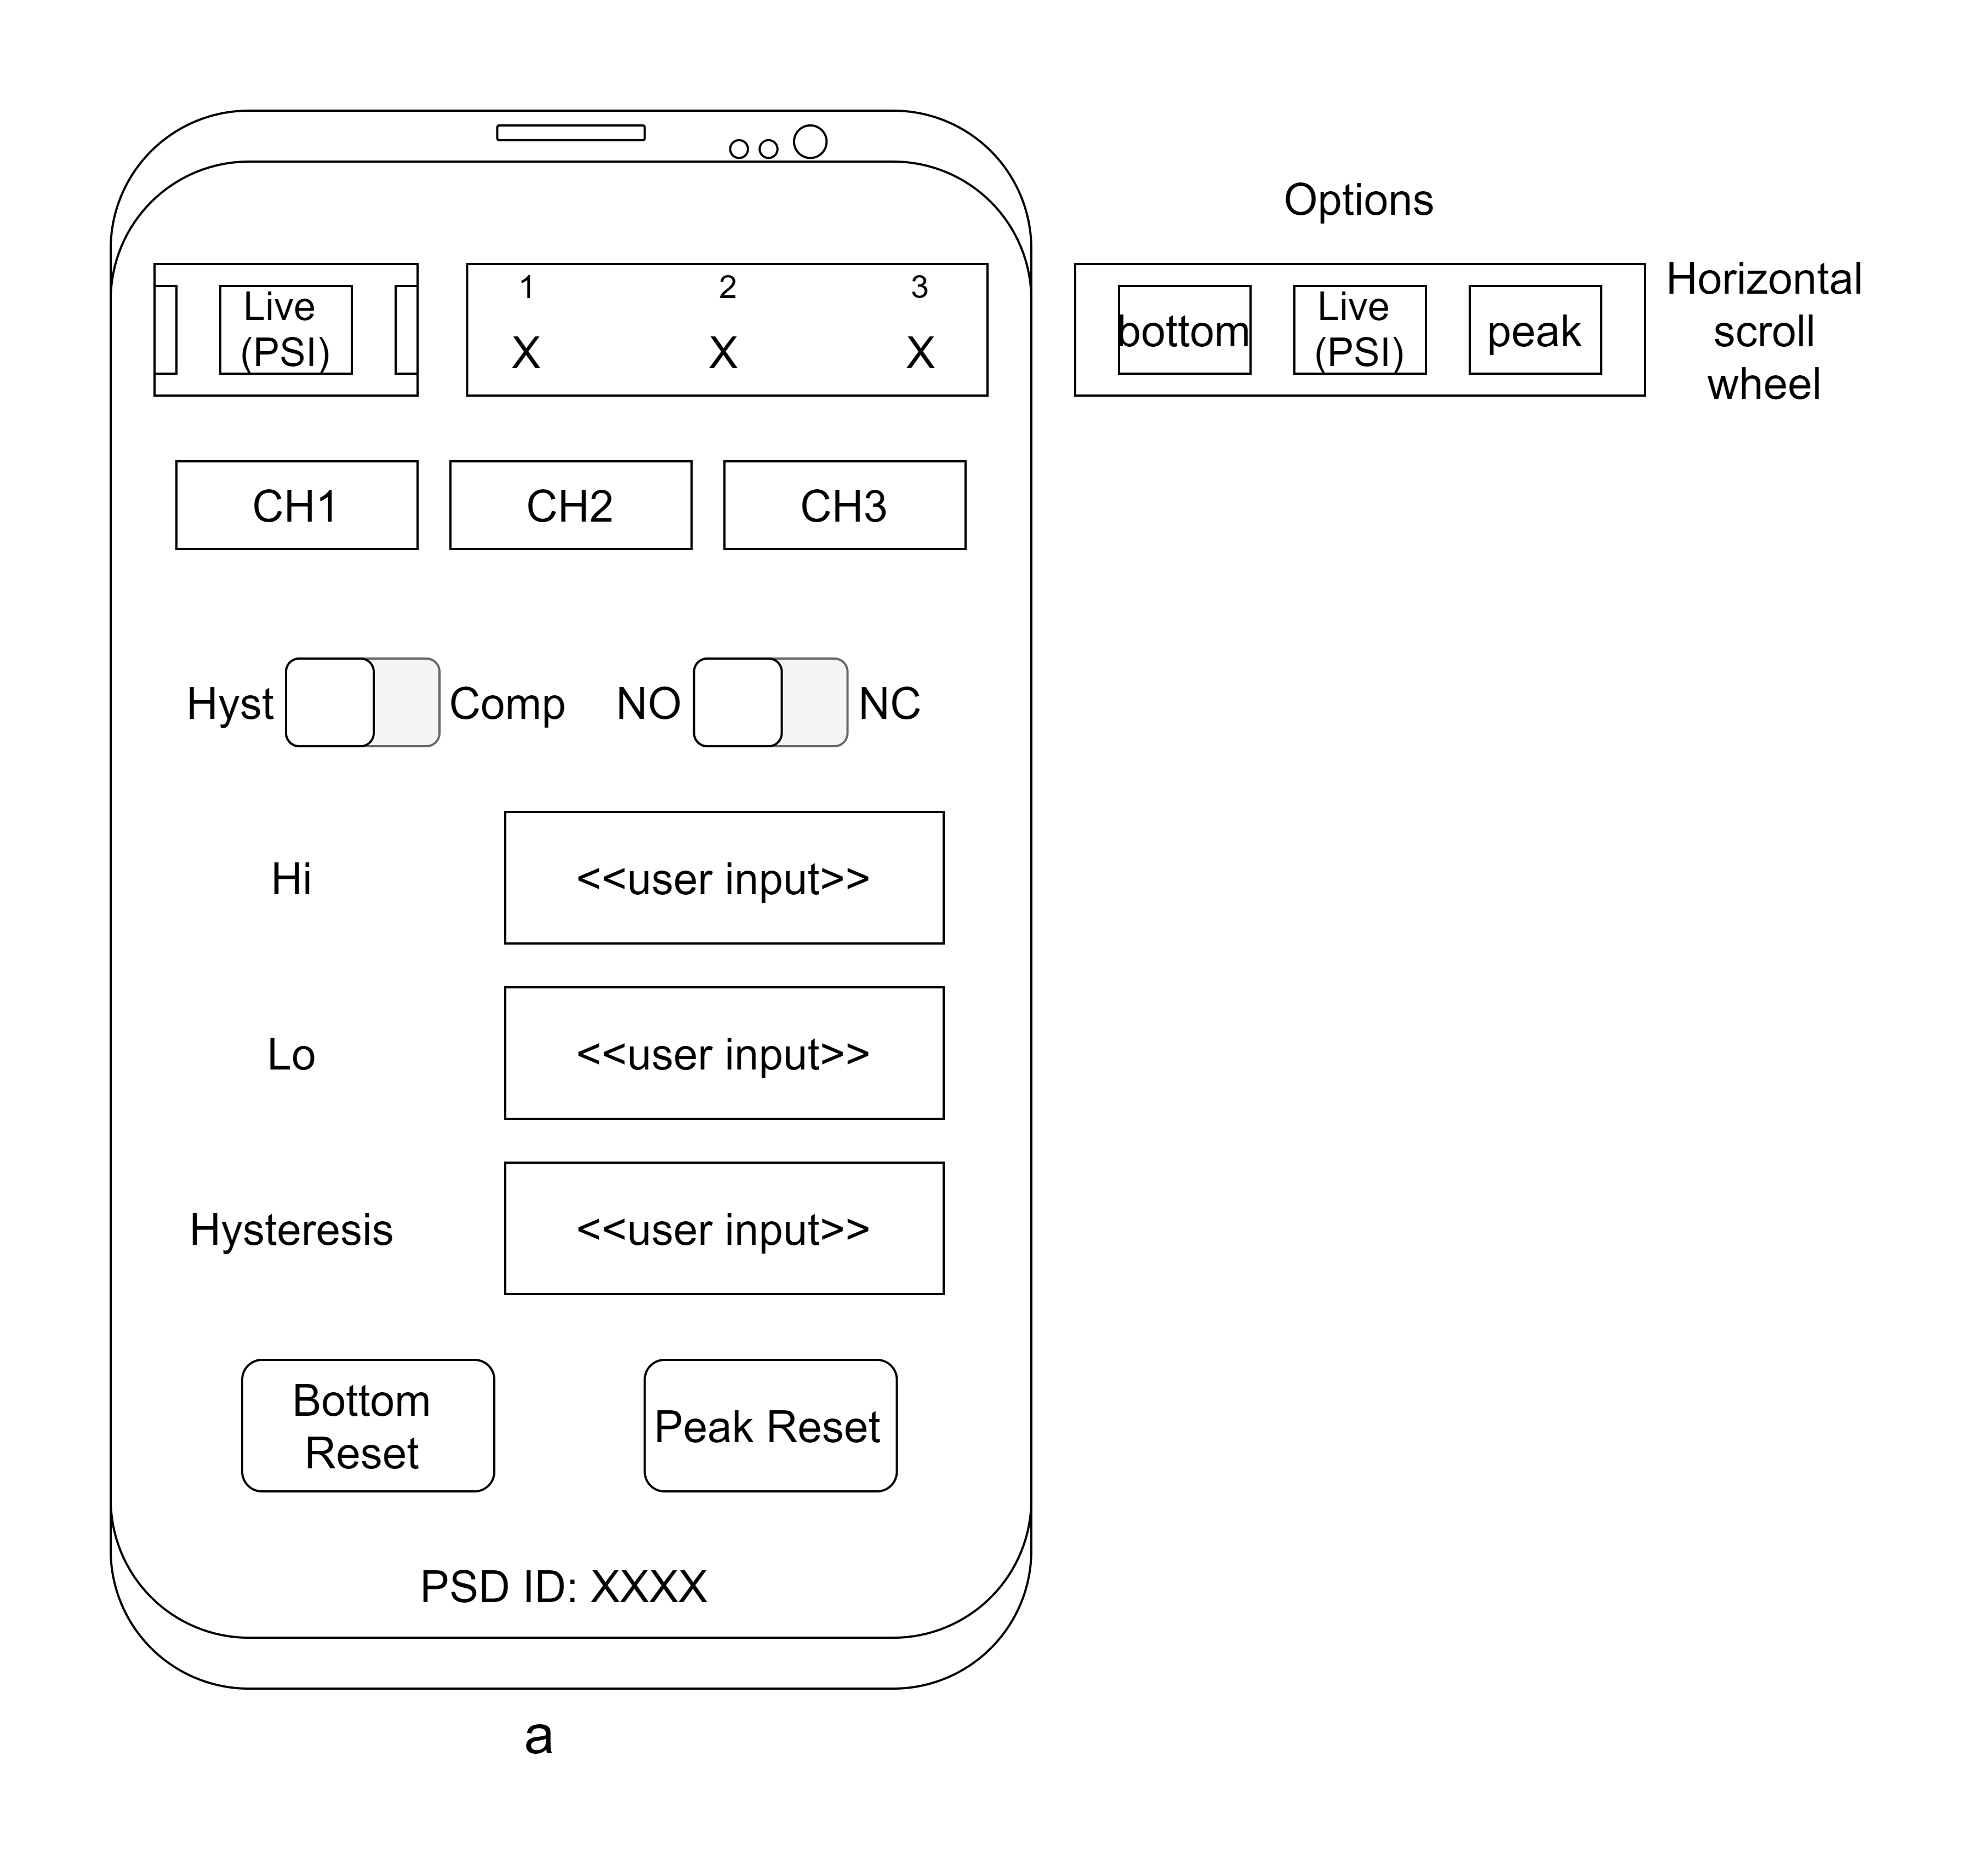 Options
Live
(PSI)
1 2 3
X X X
bottom
Live
(PSI)
peak
Horizontal
scroll
wheel
CH1 CH2 CH3
Hyst Comp NO NC
Hi <<user input>>
Lo <<user input>>
Hysteresis <<user input>>
Bottom
Reset
Peak Reset
PSD ID: XXXX
a